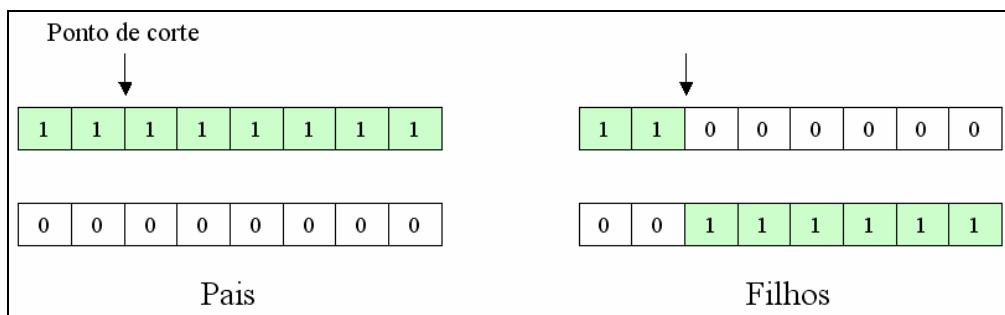 Ponto de corte
1 1 1 1 1 1 1 1
0 0 0 0 0 0 0 0
Pais
1 1 0 0 0 0 0 0
0 0 1 1 1 1 1 1
Filhos